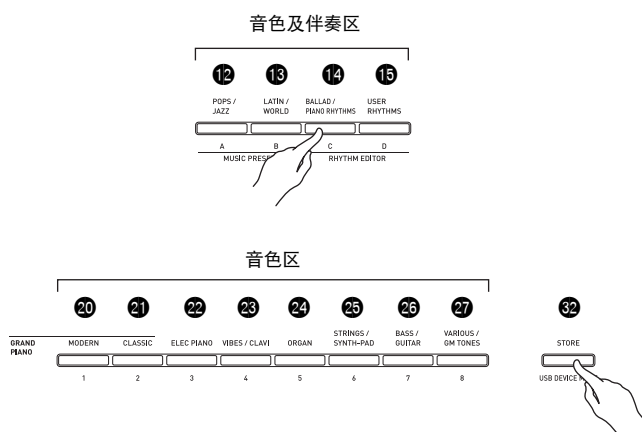 音色及伴奏区
12 13 14 15
POPS / LATIN / BALLAD / USER
JAZZ WORLD PIANO RHYTHMS RHYTHMS
A B C D
RHYTHM EDITOR
音色区
20 21 22 23 24 25 26 27 32
STRINGS / BASS / VARIOUS /
GRAND MODERN CLASSIC ELEC PIANO VIBES / CLAVI ORGAN SYNTH-PAD GUITAR GM TONES STORE
PIANO
1 2 3 4 5 6 7 8 USB DEVICE